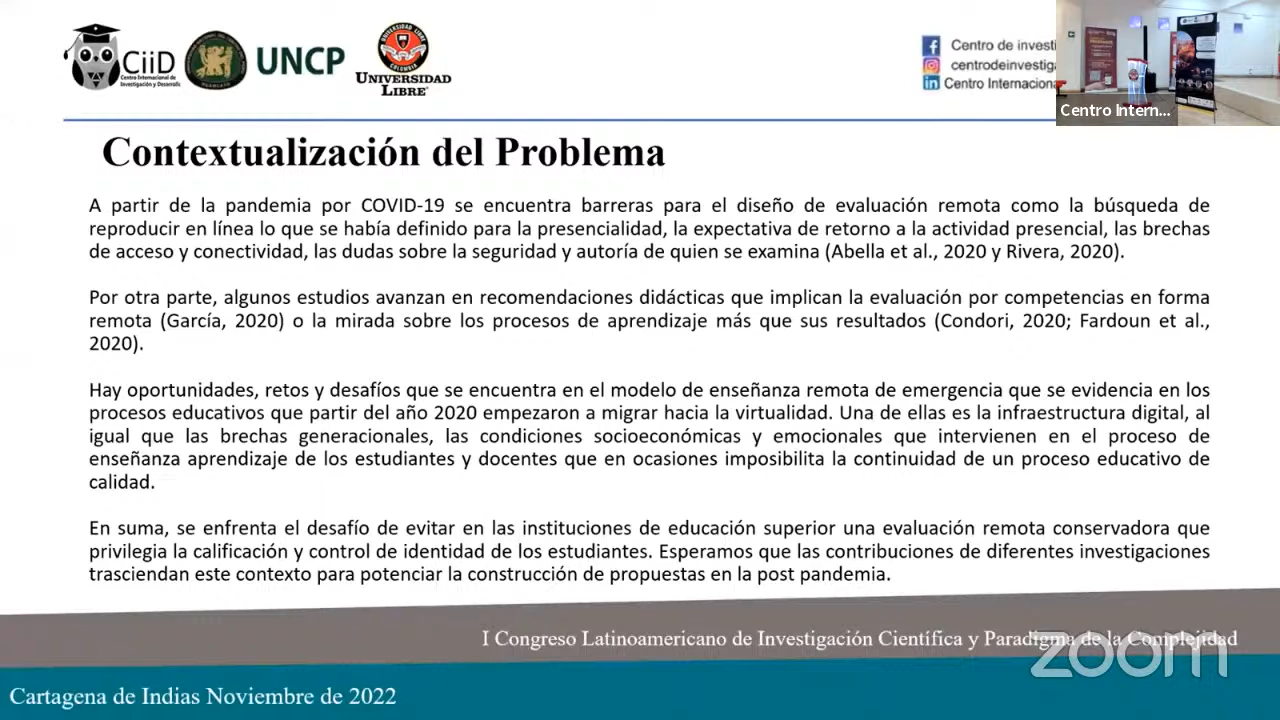 CiiD
Centro Internacional de
Investigación y Desarrollo
UNCP
UNIVERSIDAD
LIBRE
Centro de investi
centrodeinvestiga
Centro Internaciona
Centro Intern...
Contextualización del Problema
A partir de la pandemia por COVID-19 se encuentra barreras para el diseño de evaluación remota como la búsqueda de
reproducir en línea lo que se había definido para la presencialidad, la expectativa de retorno a la actividad presencial, las brechas
de acceso y conectividad, las dudas sobre la seguridad y autoría de quien se examina (Abella et al., 2020 y Rivera, 2020).
Por otra parte, algunos estudios avanzan en recomendaciones didácticas que implican la evaluación por competencias en forma
remota (García, 2020) o la mirada sobre los procesos de aprendizaje más que sus resultados (Condori, 2020; Fardoun et al.,
2020).
Hay oportunidades, retos y desafíos que se encuentra en el modelo de enseñanza remota de emergencia que se evidencia en los
procesos educativos que partir del año 2020 empezaron a migrar hacia la virtualidad. Una de ellas es la infraestructura digital, al
igual que las brechas generacionales, las condiciones socioeconómicas y emocionales que intervienen en el proceso de
enseñanza aprendizaje de los estudiantes y docentes que en ocasiones imposibilita la continuidad de un proceso educativo de
calidad.
En suma, se enfrenta el desafío de evitar en las instituciones de educación superior una evaluación remota conservadora que
privilegia la calificación y control de identidad de los estudiantes. Esperamos que las contribuciones de diferentes investigaciones
trasciendan este contexto para potenciar la construcción de propuestas en la post pandemia.
I Congreso Latinoamericano de Investigación Científica y Paradigma de la Complejidad
zoom
Cartagena de Indias Noviembre de 2022